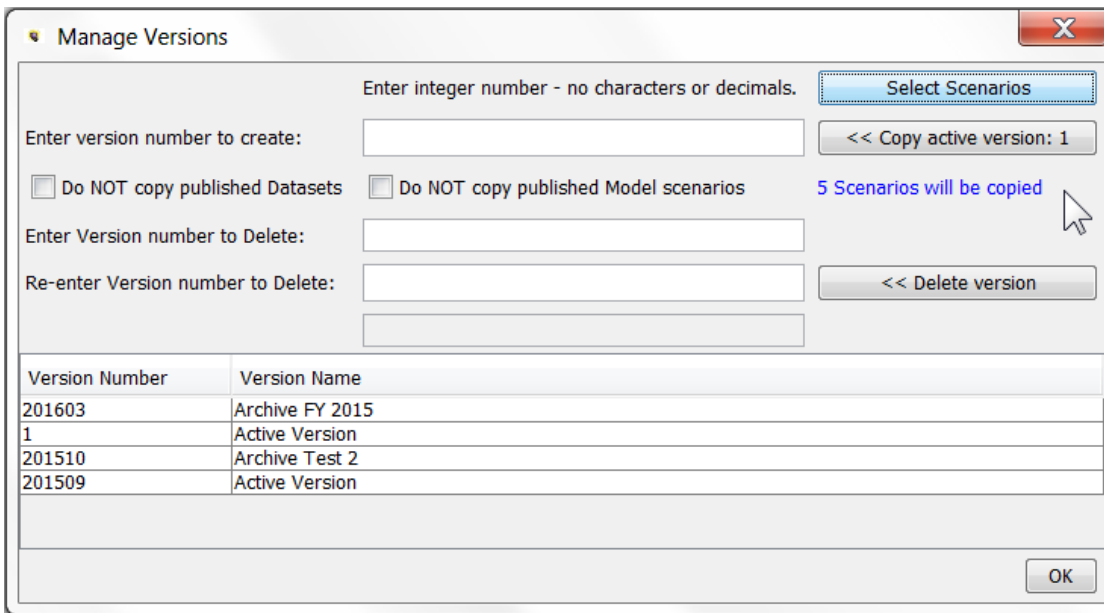 Manage Versions
Enter integer number - no characters or decimals.
Select Scenarios
Enter version number to create:
<< Copy active version: 1
Do NOT copy published Datasets
Do NOT copy published Model scenarios
5 Scenarios will be copied
Enter Version number to Delete:
Re-enter Version number to Delete:
<< Delete version
Version Number Version Name
201603 Archive FY 2015
1 Active Version
201510 Archive Test 2
201509 Active Version
OK